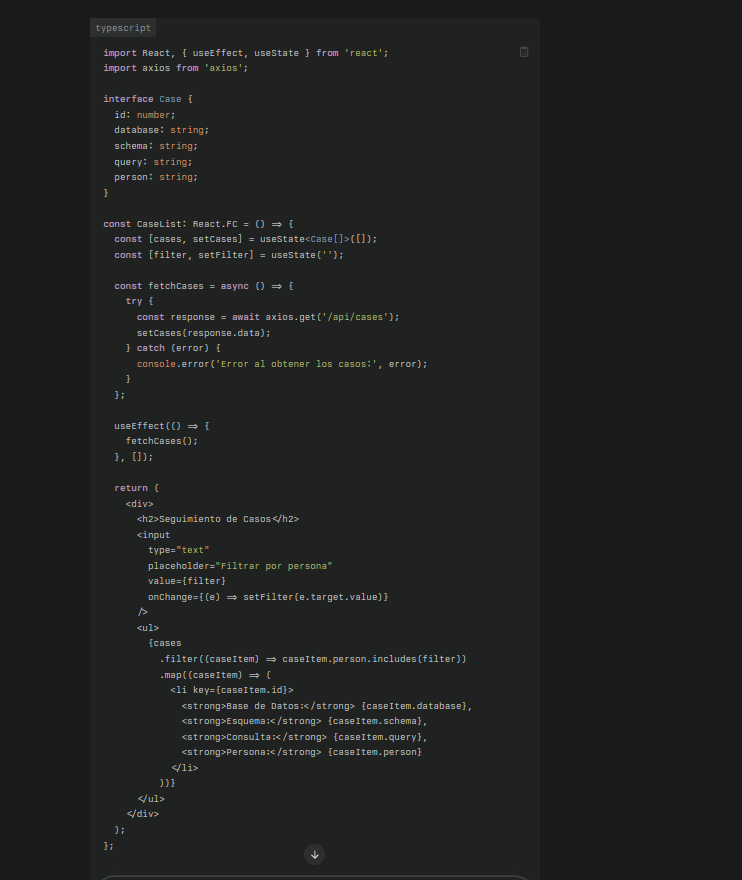 typescript
import React, { useEffect, useState } from 'react';
import axios from 'axios';

interface Case {
  id: number;
  database: string;
  schema: string;
  query: string;
  person: string;
}

const CaseList: React.FC = () => {
  const [cases, setCases] = useState<Case[]>([]);
  const [filter, setFilter] = useState('');

  const fetchCases = async () => {
    try {
      const response = await axios.get('/api/cases');
      setCases(response.data);
    } catch (error) {
      console.error('Error al obtener los casos:', error);
    }
  };

  useEffect(() => {
    fetchCases();
  }, []);

  return (
    <div>
      <h2>Seguimiento de Casos</h2>
      <input
        type="text"
        placeholder="Filtrar por persona"
        value={filter}
        onChange={(e) => setFilter(e.target.value)}
      />
      <ul>
        {cases
          .filter((caseItem) => caseItem.person.includes(filter))
          .map((caseItem) => (
            <li key={caseItem.id}>
              <strong>Base de Datos:</strong> {caseItem.database},
              <strong>Esquema:</strong> {caseItem.schema},
              <strong>Consulta:</strong> {caseItem.query},
              <strong>Persona:</strong> {caseItem.person}
            </li>
          ))}
      </ul>
    </div>
  );
};